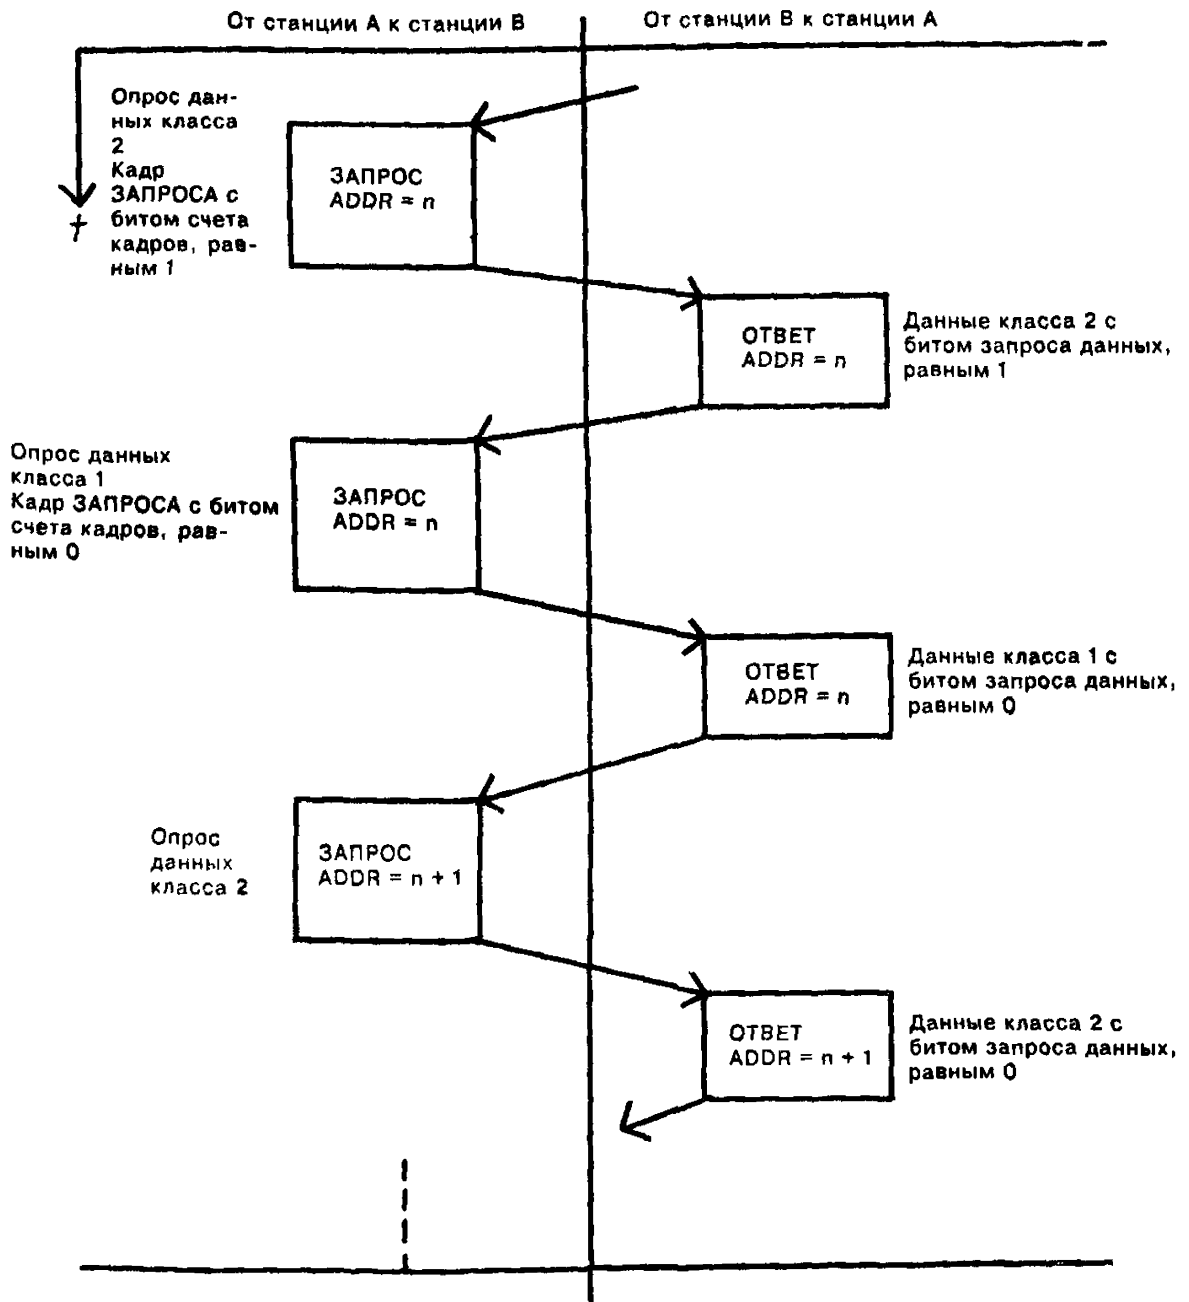 От станции А к станции В
От станции В к станции А
Опрос дан-
ных класса
2
Кадр
ЗАПРОСА с
битом счета
кадров, рав-
ным 1
t
ЗАПРОС
ADDR = n
ОТВЕТ
ADDR = n
Данные класса 2 с
битом запроса данных,
равным 1
Опрос данных
класса 1
Кадр ЗАПРОСА с битом
счета кадров, рав-
ным 0
ЗАПРОС
ADDR = n
ОТВЕТ
ADDR = n
Данные класса 1 с
битом запроса данных,
равным 0
Опрос
данных
класса 2
ЗАПРОС
ADDR = n + 1
ОТВЕТ
ADDR = n + 1
Данные класса 2 с
битом запроса данных,
равным 0